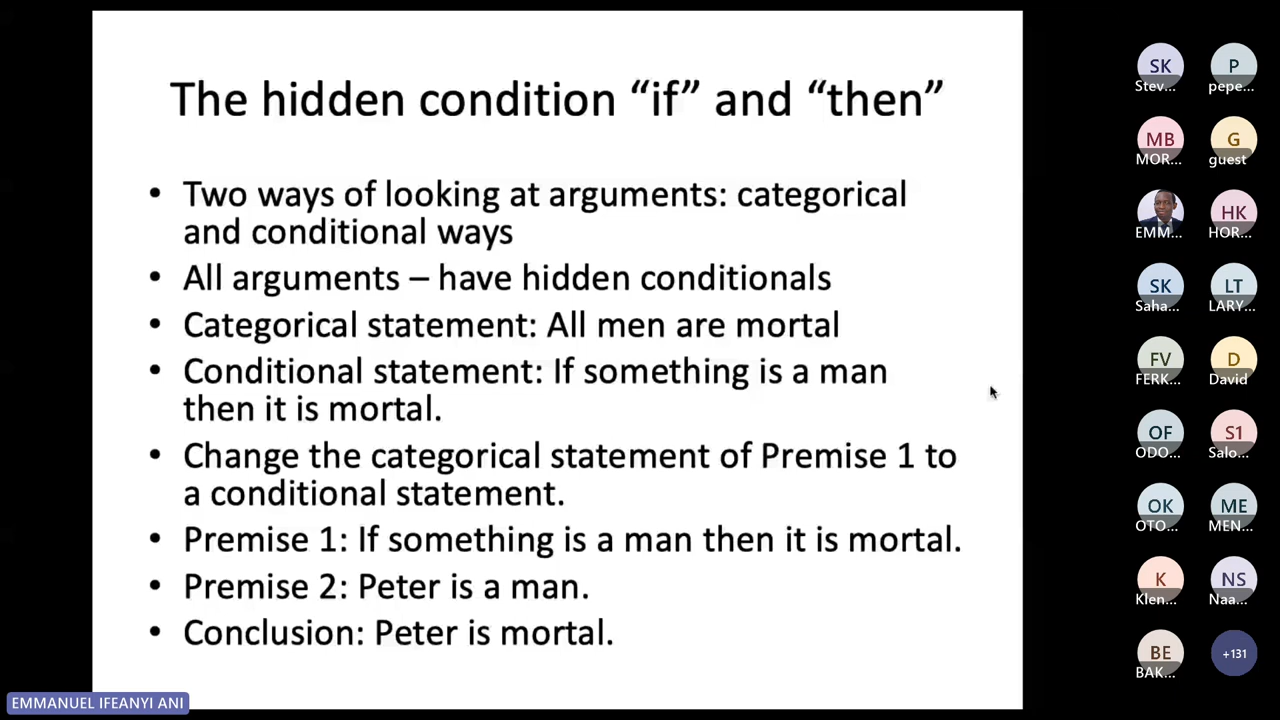 The hidden condition “if” and “then”
• Two ways of looking at arguments: categorical
and conditional ways
• All arguments – have hidden conditionals
• Categorical statement: All men are mortal
• Conditional statement: If something is a man
then it is mortal.
• Change the categorical statement of Premise 1 to
a conditional statement.
• Premise 1: If something is a man then it is mortal.
• Premise 2: Peter is a man.
• Conclusion: Peter is mortal.
EMMANUEL IFEANYI ANI
SK P
Stev... pepe...
MB G
MOR... guest
HK
EMM... HOR...
SK LT
Saha... LARY...
FV D
FERK... David
OF S1
ODO... Salo...
OK ME
OTO... MEN...
K NS
Klen... Naa...
BE +131
BAK...